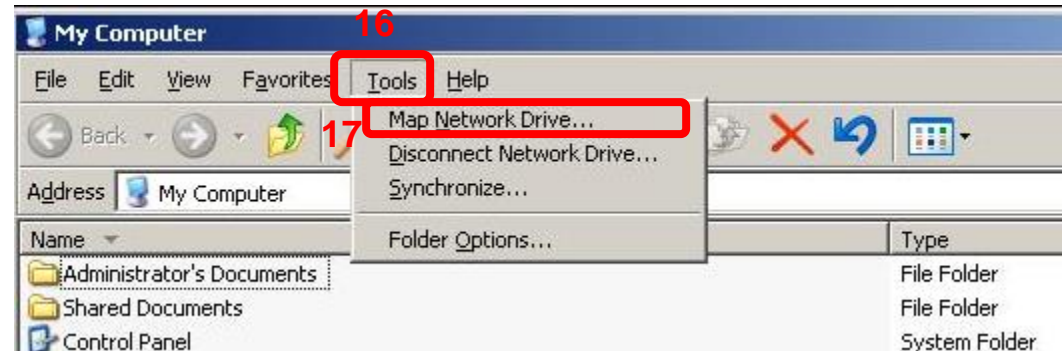 My Computer
16
File Edit View Favorites Tools Help
Back
17
Map Network Drive...
Disconnect Network Drive...
Synchronize...
Folder Options...
Address My Computer
Name Type
Administrator's Documents File Folder
Shared Documents File Folder
Control Panel System Folder